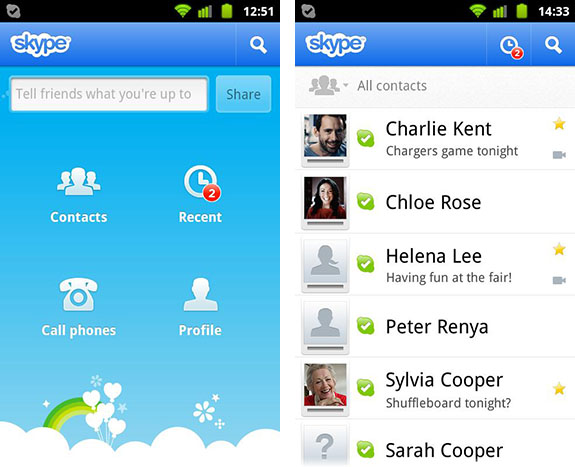 12:51
skype
Tell friends what you're up to
Share
Contacts
Recent
2
Call phones
Profile
14:33
skype
2
All contacts
Charlie Kent
Chargers game tonight
Chloe Rose
Helena Lee
Having fun at the fair!
Peter Renya
Sylvia Cooper
Shuffleboard tonight?
?
Sarah Cooper